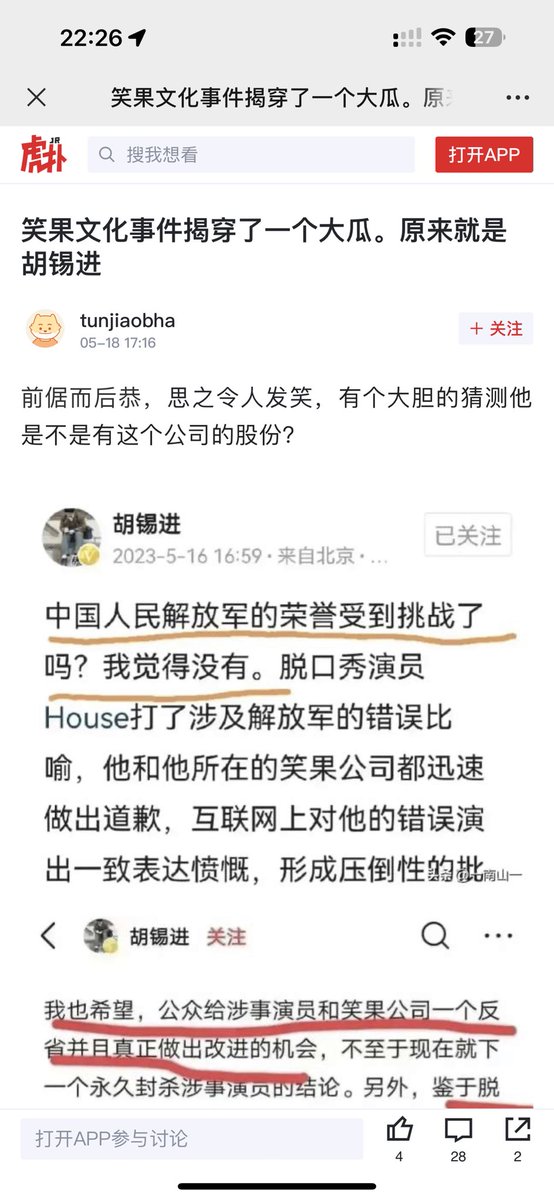 22:26
27
笑果文化事件揭穿了一个大瓜。原
虎扑
JR
搜我想看
打开APP
笑果文化事件揭穿了一个大瓜。原来就是
胡锡进
tunjiaobha
05-18 17:16
+ 关注
前倨而后恭，思之令人发笑，有个大胆的猜测他
是不是有这个公司的股份？
胡锡进
2023-5-16 16:59·来自北京·...
已关注
中国人民解放军的荣誉受到挑战了
吗？我觉得没有。脱口秀演员
House打了涉及解放军的错误比
喻，他和他所在的笑果公司都迅速
做出道歉，互联网上对他的错误演
出一致表达愤慨，形成压倒性的批
南山一
胡锡进 关注
我也希望，公众给涉事演员和笑果公司一个反
省并且真正做出改进的机会，不至于现在就下
一个永久封杀涉事演员的结论。另外，鉴于脱
打开APP参与讨论
4
28
2